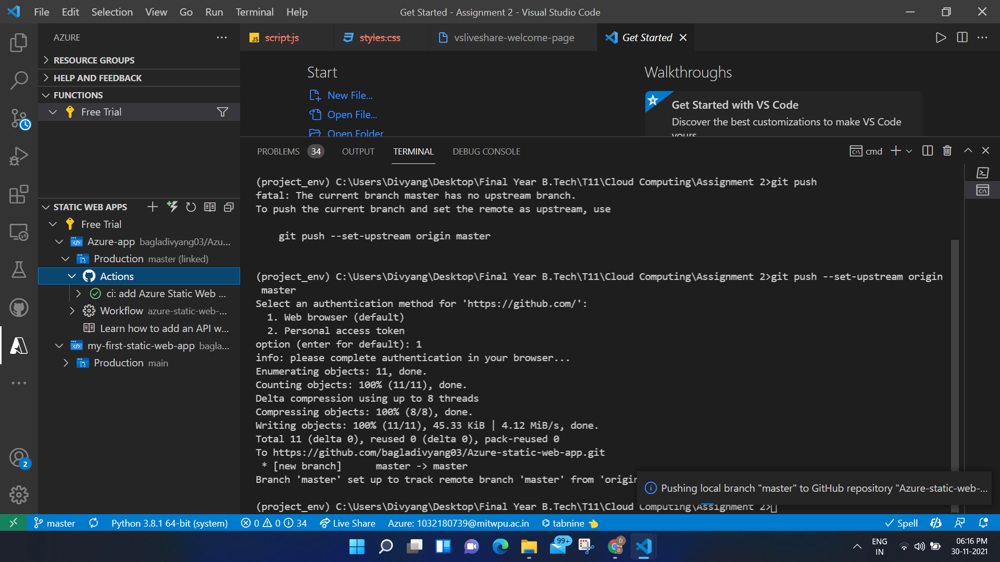 File Edit Selection View Go Run Terminal Help
Get Started - Assignment 2 - Visual Studio Code
AZURE
RESOURCE GROUPS
HELP AND FEEDBACK
FUNCTIONS
Free Trial
STATIC WEB APPS
Free Trial
Azure-app bagladivyang03/Azu...
Production master (linked)
Actions
ci: add Azure Static Web ...
Workflow azure-static-web-...
Learn how to add an API w...
my-first-static-web-app bagla...
Production main
2
JS script.js styles.css vsliveshare-welcome-page Get Started
Start
New File...
Open File...
Open Folder
Walkthroughs
Get Started with VS Code
Discover the best customizations to make VS Code
yours.
PROBLEMS 34 OUTPUT TERMINAL DEBUG CONSOLE
cmd
(project_env) C:\Users\Divyang\Desktop\Final Year B.Tech\T11\Cloud Computing\Assignment 2>git push
fatal: The current branch master has no upstream branch.
To push the current branch and set the remote as upstream, use
git push --set-upstream origin master
(project_env) C:\Users\Divyang\Desktop\Final Year B.Tech\T11\Cloud Computing\Assignment 2>git push --set-upstream origin
master
Select an authentication method for 'https://github.com/':
1. Web browser (default)
2. Personal access token
option (enter for default): 1
info: please complete authentication in your browser...
Enumerating objects: 11, done.
Counting objects: 100% (11/11), done.
Delta compression using up to 8 threads
Compressing objects: 100% (8/8), done.
Writing objects: 100% (11/11), 45.33 KiB | 4.12 MiB/s, done.
Total 11 (delta 0), reused 0 (delta 0), pack-reused 0
To https://github.com/bagladivyang03/Azure-static-web-app.git
* [new branch] master -> master
Branch 'master' set up to track remote branch 'master' from 'origin
Pushing local branch "master" to GitHub repository "Azure-static-web-...
(project_env) C:\Users\Divyang\Desktop\Final Year B.Tech\T11\Cloud Computing\Assignment 2>
master Python 3.8.1 64-bit (system) 0 0 34 Live Share Azure: 1032180739@mitwpu.ac.in tabnine Spell
99+
D
D
ENG
IN
06:16 PM
30-11-2021